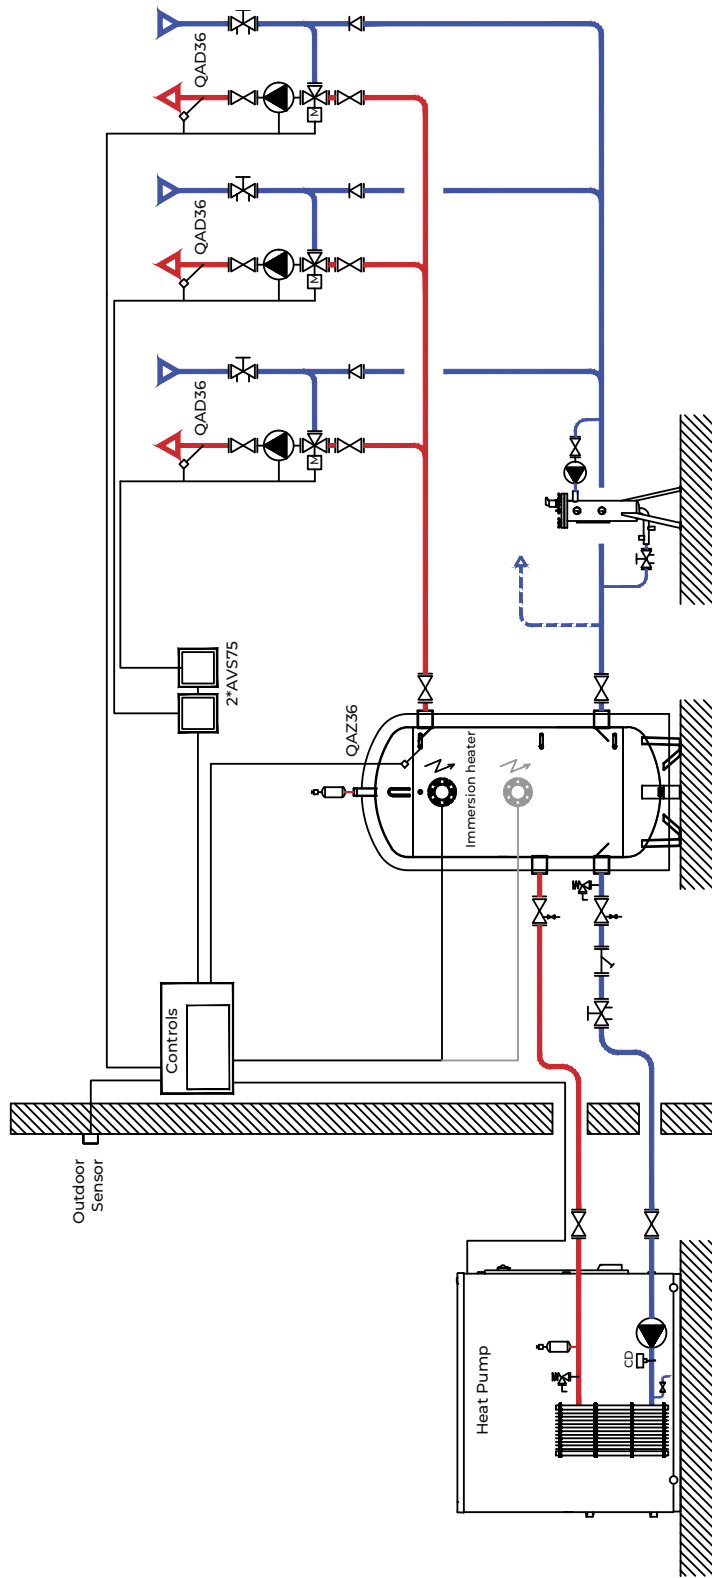 QAD36
QAD36
QAD36
M
M
M
2*AVS75
QAZ36
Immersion heater
Controls
Outdoor
Sensor
Heat Pump
CD